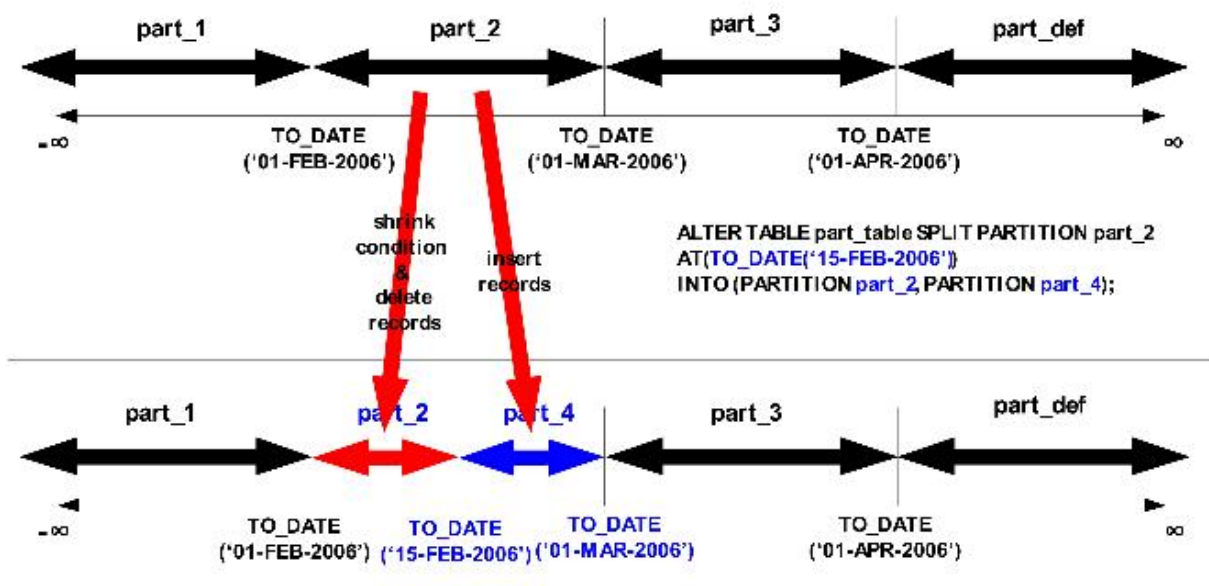 part_1
part_2
part_3
part_def
-∞
TO_DATE
('01-FEB-2006')
TO_DATE
('01-MAR-2006')
TO_DATE
('01-APR-2006')
∞
shrink
condition
&
delete
records
insert
records
ALTER TABLE part_table SPLIT PARTITION part_2
AT(TO_DATE('15-FEB-2006'))
INTO (PARTITION part_2, PARTITION part_4);
part_1
part_2
part_4
part_3
part_def
-∞
TO_DATE
('01-FEB-2006')
TO_DATE
('15-FEB-2006')
TO_DATE
('01-MAR-2006')
TO_DATE
('01-APR-2006')
∞